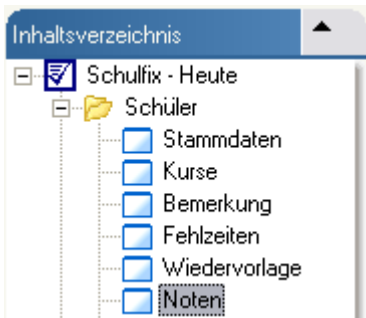 Inhaltsverzeichnis
Schulfix - Heute
Schüler
Stammdaten
Kurse
Bemerkung
Fehlzeiten
Wiedervorlage
Noten